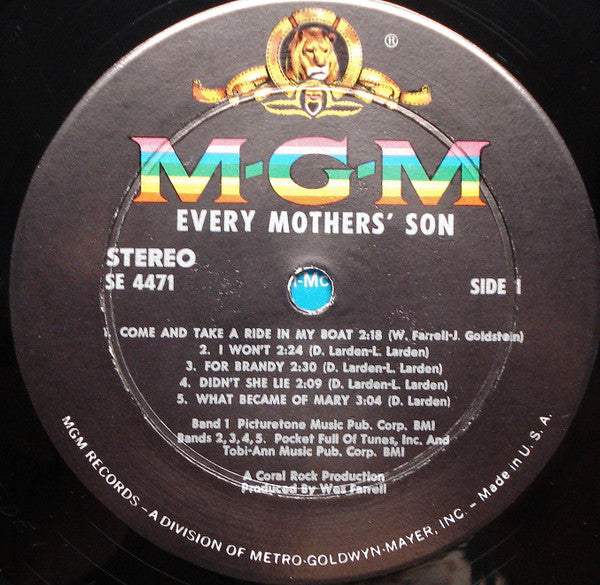 ®
M-G-M
EVERY MOTHERS' SON
STEREO
SE 4471
SIDE 1
1. COME AND TAKE A RIDE IN MY BOAT 2:18 (W. Farrell-J. Goldstein)
2. I WON'T 2:24 (D. Larden-L. Larden)
3. FOR BRANDY 2:30 (D. Larden-L. Larden)
4. DIDN'T SHE LIE 2:09 (D. Larden-L. Larden)
5. WHAT BECAME OF MARY 3:04 (D. Larden)
Band 1 Picturetone Music Pub. Corp. BMI
Bands 2,3,4,5. Pocket Full Of Tunes, Inc. And
Tobi-Ann Music Pub. Corp. BMI
A Coral Rock Production
Produced By Wes Farrell
MGM RECORDS – A DIVISION OF METRO-GOLDWYN-MAYER, INC. – Made in U. S. A.